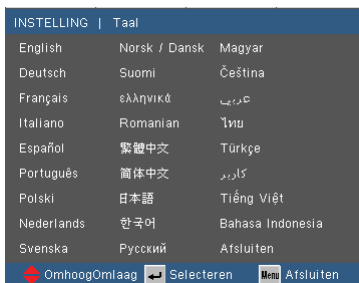 INSTELLING | Taal
English Norsk / Dansk Magyar
Deutsch Suomi Čeština
Français ελληνικά عربي
Italiano Romanian ไทย
Español 繁體中文 Türkçe
Português 简体中文 کاربر
Polski 日本語 Tiếng Việt
Nederlands 한국어 Bahasa Indonesia
Svenska Русский Afsluiten
OmhoogOmlaag Selecteren Menu Afsluiten